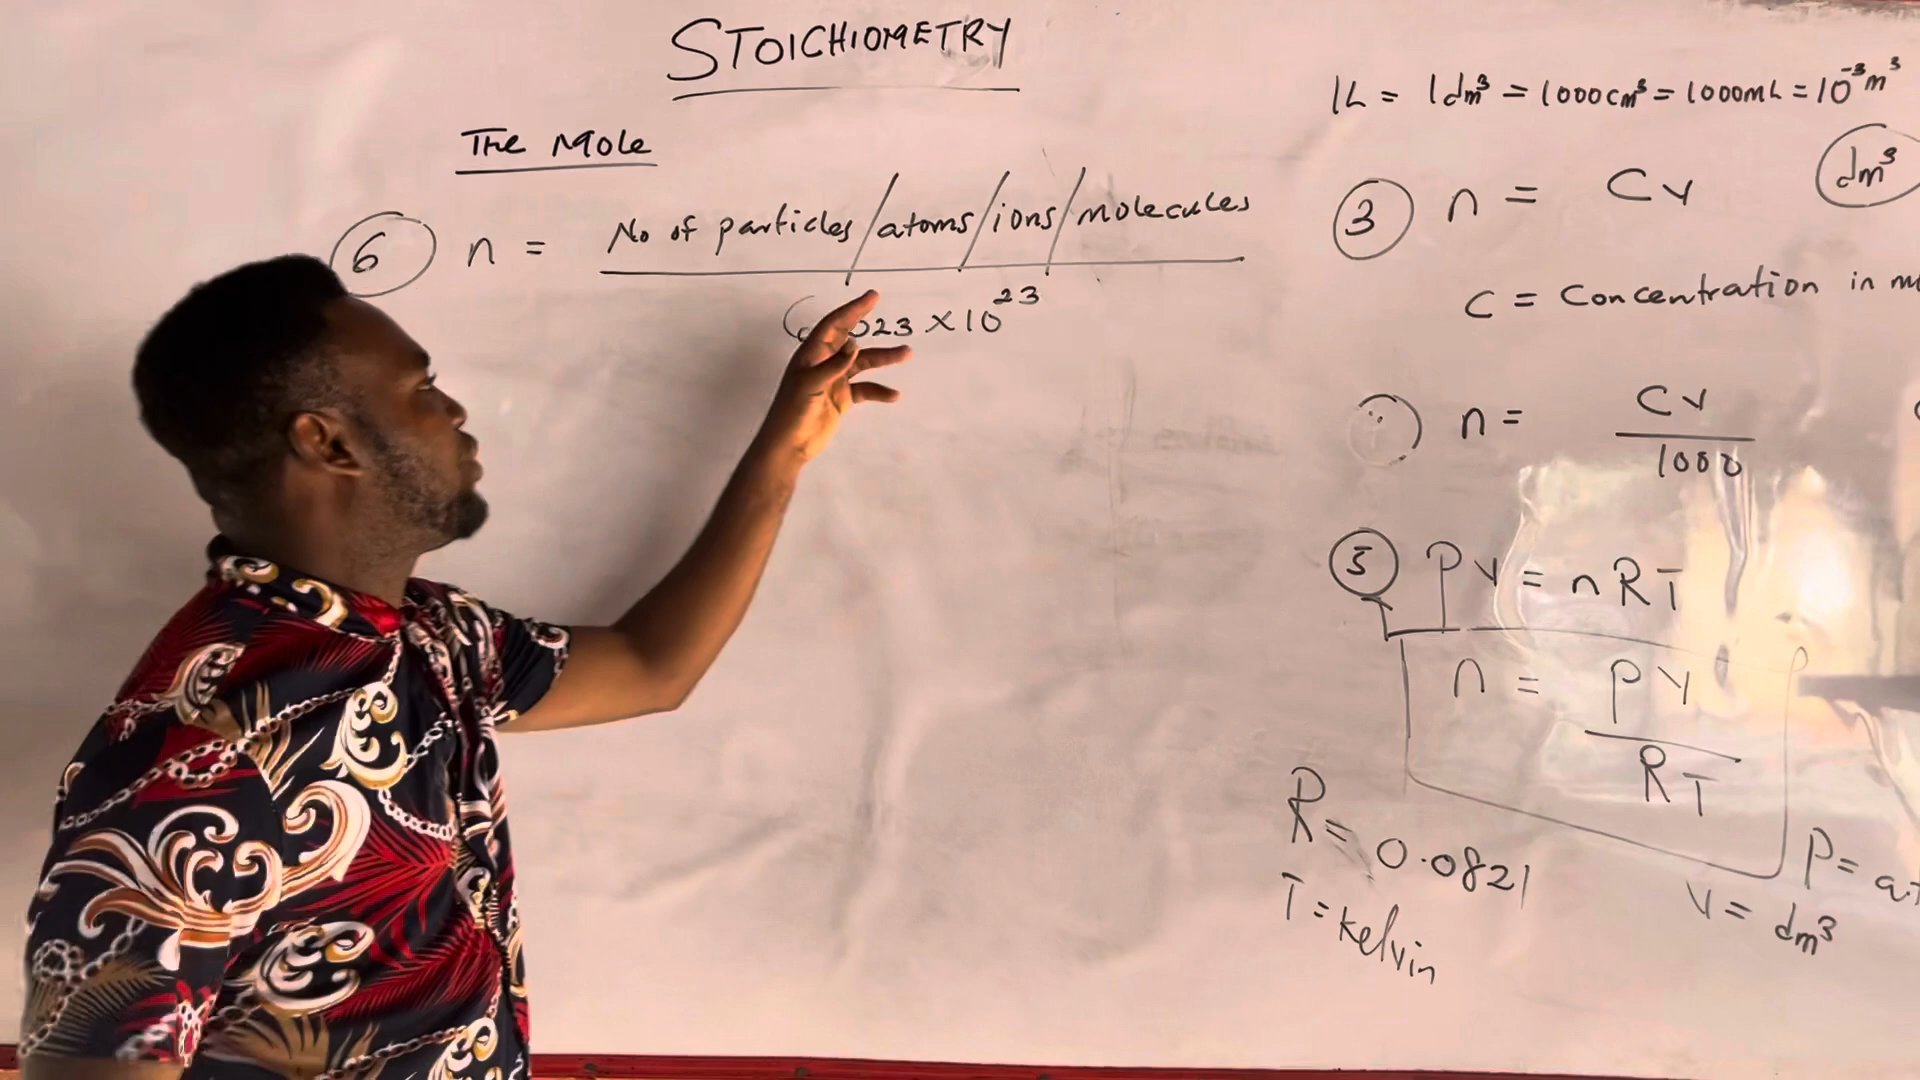 STOICHIOMETRY
The Mole
6 n = No of particles/atoms/ions/molecules
023 × 10²³
1L = 1dm³ = 1000cm³ = 1000mL = 10⁻³m³
3 n = CV dm³
C = Concentration in
n = CV
1000
5 PV = nRT
n = PV
RT
R = 0.0821
T = kelvin
P =
V = dm³